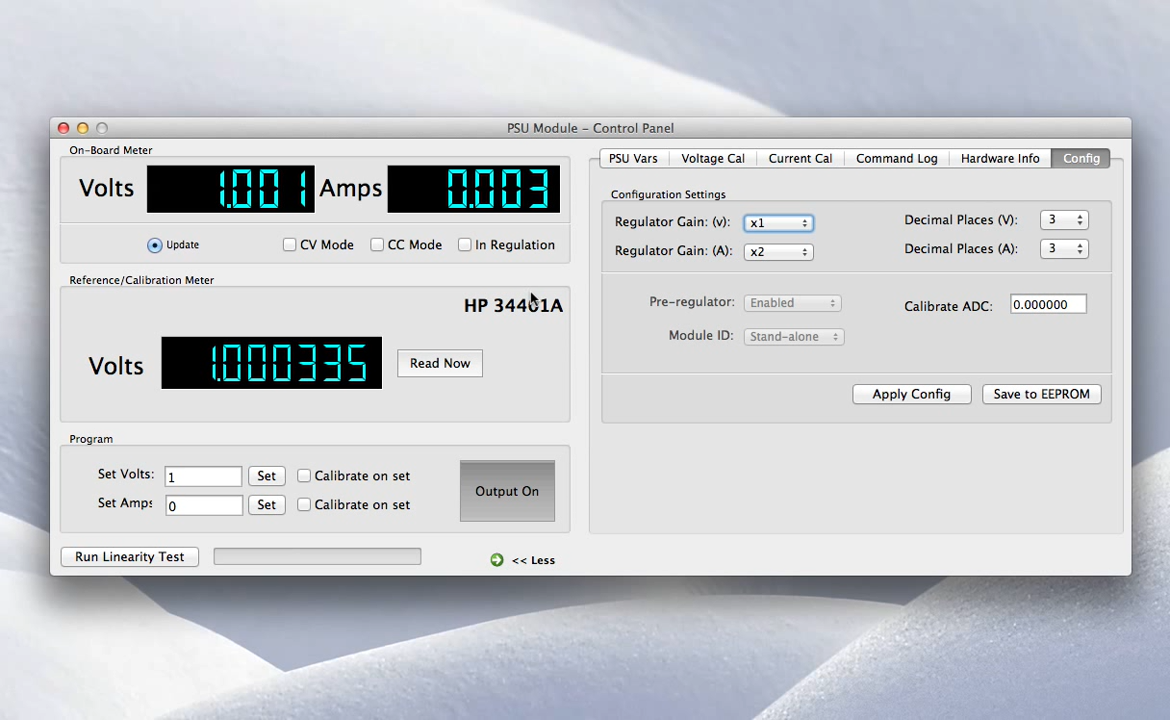 PSU Module – Control Panel
On-Board Meter
Volts 1.001 Amps 0.003
Update CV Mode CC Mode In Regulation
Reference/Calibration Meter
HP 34401A
Volts 1.000335 Read Now
Program
Set Volts: 1 Set Calibrate on set
Set Amps 0 Set Calibrate on set
Output On
Run Linearity Test << Less
PSU Vars Voltage Cal Current Cal Command Log Hardware Info Config
Configuration Settings
Regulator Gain: (v): x1 Decimal Places (V): 3
Regulator Gain: (A): x2 Decimal Places (A): 3
Pre-regulator: Enabled Calibrate ADC: 0.000000
Module ID: Stand-alone
Apply Config Save to EEPROM